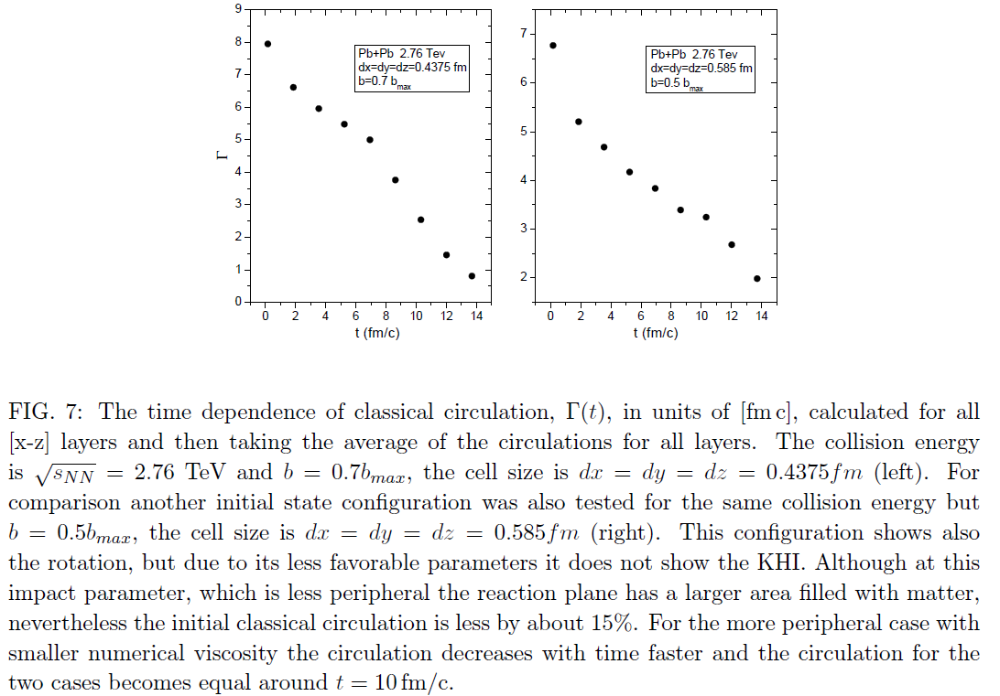 9
8
7
6
5
4
3
2
1
0
Γ
Pb+Pb 2.76 Tev
dx=dy=dz=0.4375 fm
b=0.7 b_max
0 2 4 6 8 10 12 14
t (fm/c)
7
6
5
4
3
2
Pb+Pb 2.76 Tev
dx=dy=dz=0.585 fm
b=0.5 b_max
0 2 4 6 8 10 12 14
t (fm/c)
FIG. 7: The time dependence of classical circulation, Γ(t), in units of [fm c], calculated for all
[x-z] layers and then taking the average of the circulations for all layers. The collision energy
is √s_NN = 2.76 TeV and b = 0.7b_max, the cell size is dx = dy = dz = 0.4375fm (left). For
comparison another initial state configuration was also tested for the same collision energy but
b = 0.5b_max, the cell size is dx = dy = dz = 0.585fm (right). This configuration shows also
the rotation, but due to its less favorable parameters it does not show the KHI. Although at this
impact parameter, which is less peripheral the reaction plane has a larger area filled with matter,
nevertheless the initial classical circulation is less by about 15%. For the more peripheral case with
smaller numerical viscosity the circulation decreases with time faster and the circulation for the
two cases becomes equal around t = 10 fm/c.